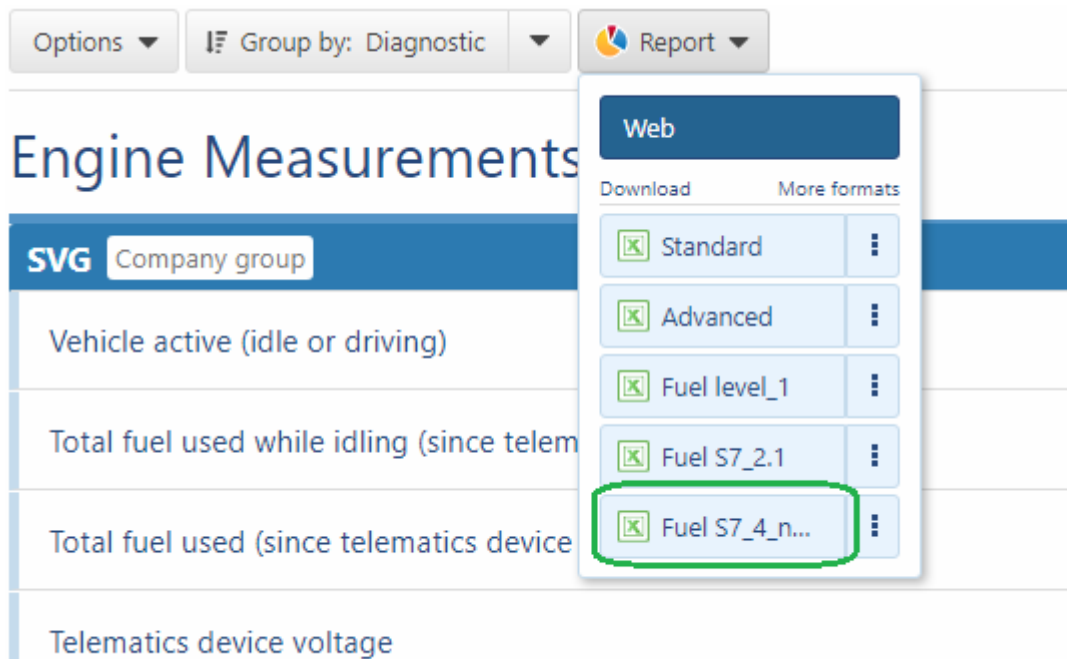 Options
Group by: Diagnostic
Report
Engine Measurements
Web
Download More formats
SVG Company group
Standard
Advanced
Fuel level_1
Fuel S7_2.1
Fuel S7_4_n...
Vehicle active (idle or driving)
Total fuel used while idling (since telem
Total fuel used (since telematics device
Telematics device voltage